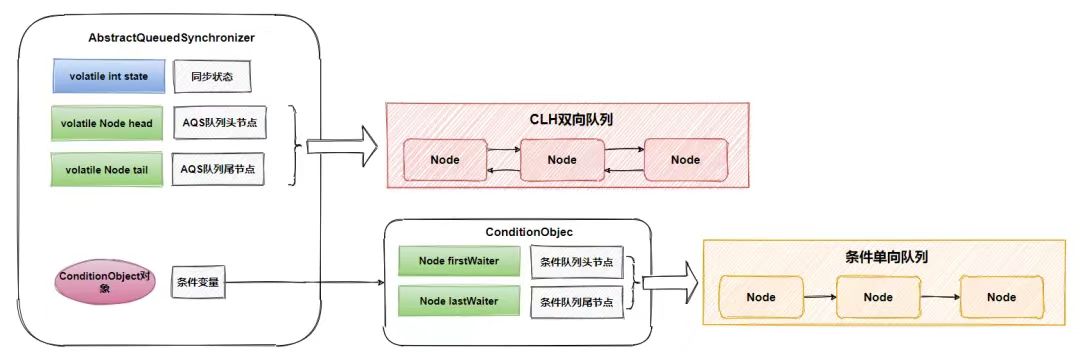 AbstractQueuedSynchronizer
volatile int state
同步状态
volatile Node head
AQS队列头节点
volatile Node tail
AQS队列尾节点
CLH双向队列
Node
Node
Node
ConditionObject对
象
条件变量
ConditionObjec
Node firstWaiter
条件队列头节点
Node lastWaiter
条件队列尾节点
条件单向队列
Node
Node
Node